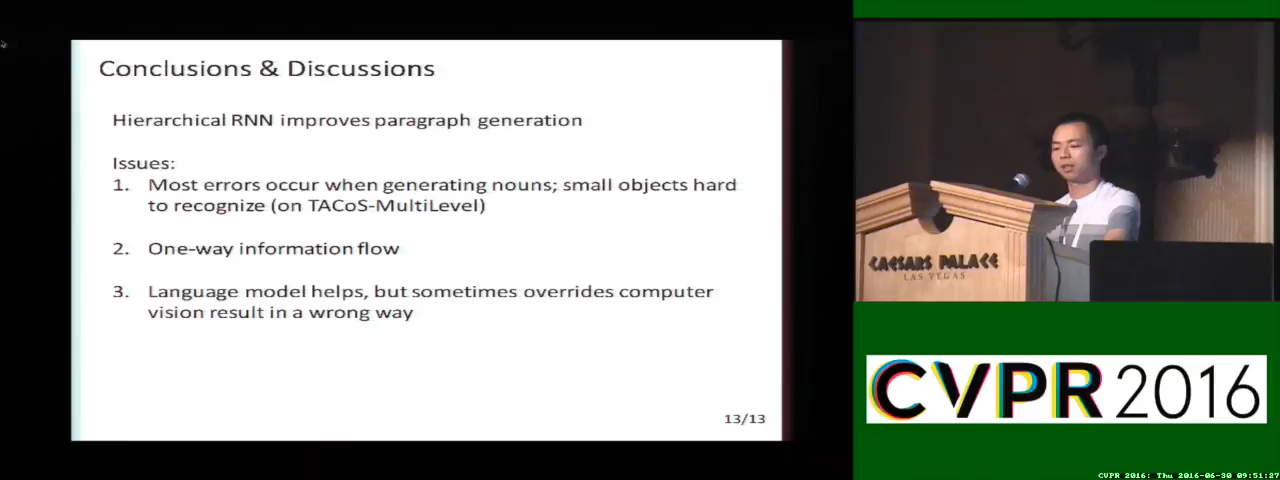 Conclusions & Discussions
Hierarchical RNN improves paragraph generation
Issues:
1. Most errors occur when generating nouns; small objects hard
to recognize (on TACoS-MultiLevel)
2. One-way information flow
3. Language model helps, but sometimes overrides computer
vision result in a wrong way
13/13
CAESARS PALACE
LAS VEGAS
CVPR 2016
CVPR 2016: Thu 2016-06-30 09:51:27